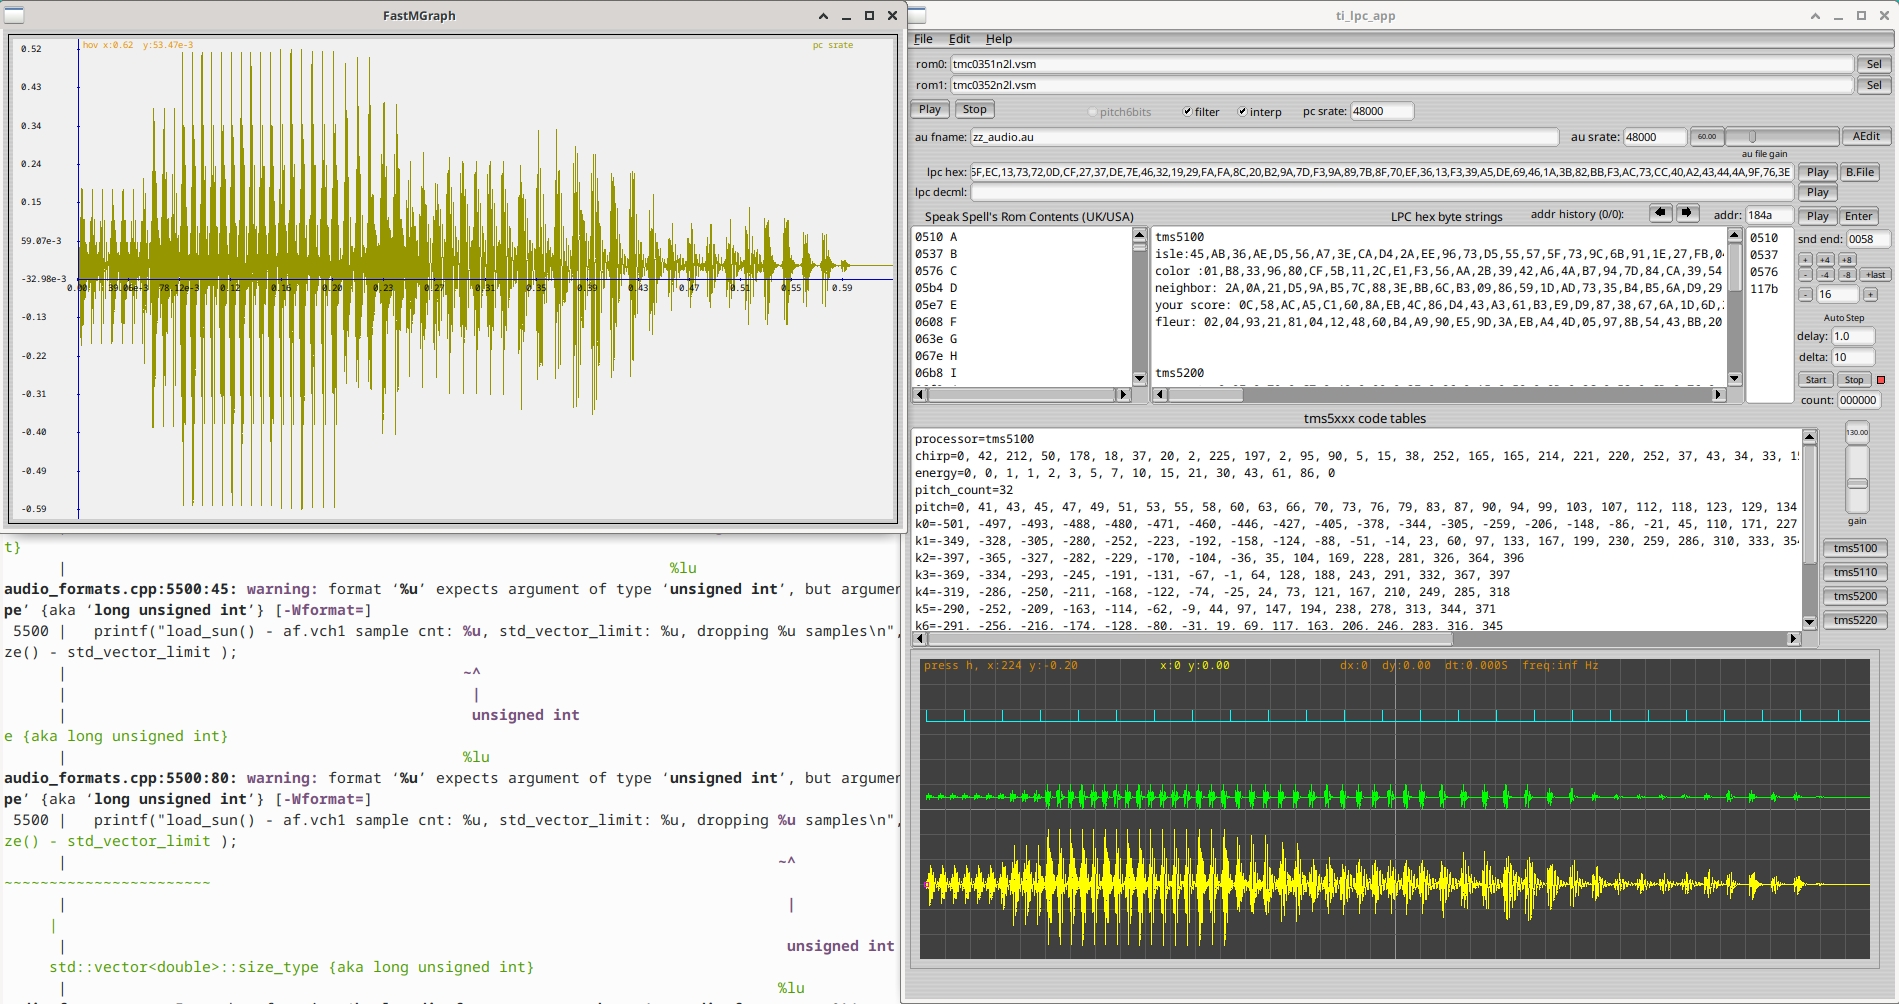 FastMGraph
hov x:0.62 y:53.47e-3
pc srate
0.52
0.43
0.34
0.24
0.15
59.07e-3
-32.98e-3
0.00 39.06e-3 78.12e-3 0.12 0.16 0.20 0.23 0.27 0.31 0.35 0.39 0.43 0.47 0.51 0.55 0.59
-0.13
-0.22
-0.31
-0.40
-0.49
-0.59
t}
|
%lu
audio_formats.cpp:5500:45: warning: format ‘%u’ expects argument of type ‘unsigned int’, but argumer
pe’ {aka ‘long unsigned int’} [-Wformat=]
5500 | printf("load_sun() - af.vch1 sample cnt: %u, std_vector_limit: %u, dropping %u samples\n",
ze() - std_vector_limit );
| ~^
| |
| unsigned int
e {aka long unsigned int}
| %lu
audio_formats.cpp:5500:80: warning: format ‘%u’ expects argument of type ‘unsigned int’, but argumer
pe’ {aka ‘long unsigned int’} [-Wformat=]
5500 | printf("load_sun() - af.vch1 sample cnt: %u, std_vector_limit: %u, dropping %u samples\n",
ze() - std_vector_limit );
| ~^
~~~~~~~~~~~~~~~~~~~~~~~
| |
|
| unsigned int
std::vector<double>::size_type {aka long unsigned int}
| %lu
ti_lpc_app
File Edit Help
rom0: tmc0351n2l.vsm Sel
rom1: tmc0352n2l.vsm Sel
Play Stop pitch6bits filter interp pc srate: 48000
au fname: zz_audio.au au srate: 48000 60.00 AEdit
au file gain
lpc hex: 5F,EC,13,73,72,0D,CF,27,37,DE,7E,46,32,19,29,FA,FA,8C,20,B2,9A,7D,F3,9A,89,7B,8F,70,EF,36,13,F3,39,A5,DE,69,46,1A,3B,82,BB,F3,AC,73,CC,40,A2,43,44,4A,9F,76,3E Play B.File
lpc decml: Play
Speak Spell's Rom Contents (UK/USA) LPC hex byte strings addr history (0/0): addr: 184a Play Enter
0510 A
0537 B
0576 C
05b4 D
05e7 E
0608 F
063e G
067e H
06b8 I
tms5100
isle:45,AB,36,AE,D5,56,A7,3E,CA,D4,2A,EE,96,73,D5,55,57,5F,73,9C,6B,91,1E,27,FB,0
color :01,B8,33,96,80,CF,5B,11,2C,E1,F3,56,AA,2B,39,42,A6,4A,B7,94,7D,84,CA,39,54
neighbor: 2A,0A,21,D5,9A,B5,7C,88,3E,BB,6C,B3,09,86,59,1D,AD,73,35,B4,B5,6A,D9,29
your score: 0C,58,AC,A5,C1,60,8A,EB,4C,86,D4,43,A3,61,B3,E9,D9,87,38,67,6A,1D,6D,
fleur: 02,04,93,21,81,04,12,48,60,B4,A9,90,E5,9D,3A,EB,A4,4D,05,97,8B,54,43,BB,20
tms5200
0510
0537
0576
117b
snd end: 0058
+ +4 +8
- -4 -8 +last
- 16 +
Auto Step
delay: 1.0
delta: 10
Start Stop
count: 000000
tms5xxx code tables
processor=tms5100
chirp=0, 42, 212, 50, 178, 18, 37, 20, 2, 225, 197, 2, 95, 90, 5, 15, 38, 252, 165, 165, 214, 221, 220, 252, 37, 43, 34, 33, 1
energy=0, 0, 1, 1, 2, 3, 5, 7, 10, 15, 21, 30, 43, 61, 86, 0
pitch_count=32
pitch=0, 41, 43, 45, 47, 49, 51, 53, 55, 58, 60, 63, 66, 70, 73, 76, 79, 83, 87, 90, 94, 99, 103, 107, 112, 118, 123, 129, 134
k0=-501, -497, -493, -488, -480, -471, -460, -446, -427, -405, -378, -344, -305, -259, -206, -148, -86, -21, 45, 110, 171, 227
k1=-349, -328, -305, -280, -252, -223, -192, -158, -124, -88, -51, -14, 23, 60, 97, 133, 167, 199, 230, 259, 286, 310, 333, 354
k2=-397, -365, -327, -282, -229, -170, -104, -36, 35, 104, 169, 228, 281, 326, 364, 396
k3=-369, -334, -293, -245, -191, -131, -67, -1, 64, 128, 188, 243, 291, 332, 367, 397
k4=-319, -286, -250, -211, -168, -122, -74, -25, 24, 73, 121, 167, 210, 249, 285, 318
k5=-290, -252, -209, -163, -114, -62, -9, 44, 97, 147, 194, 238, 278, 313, 344, 371
k6=-291, -256, -216, -174, -128, -80, -31, 19, 69, 117, 163, 206, 246, 283, 316, 345
130.00
gain
tms5100
tms5110
tms5200
tms5220
press h, x:224 y:-0.20 x:0 y:0.00 dx:0 dy:0.00 dt:0.000S freq:inf Hz